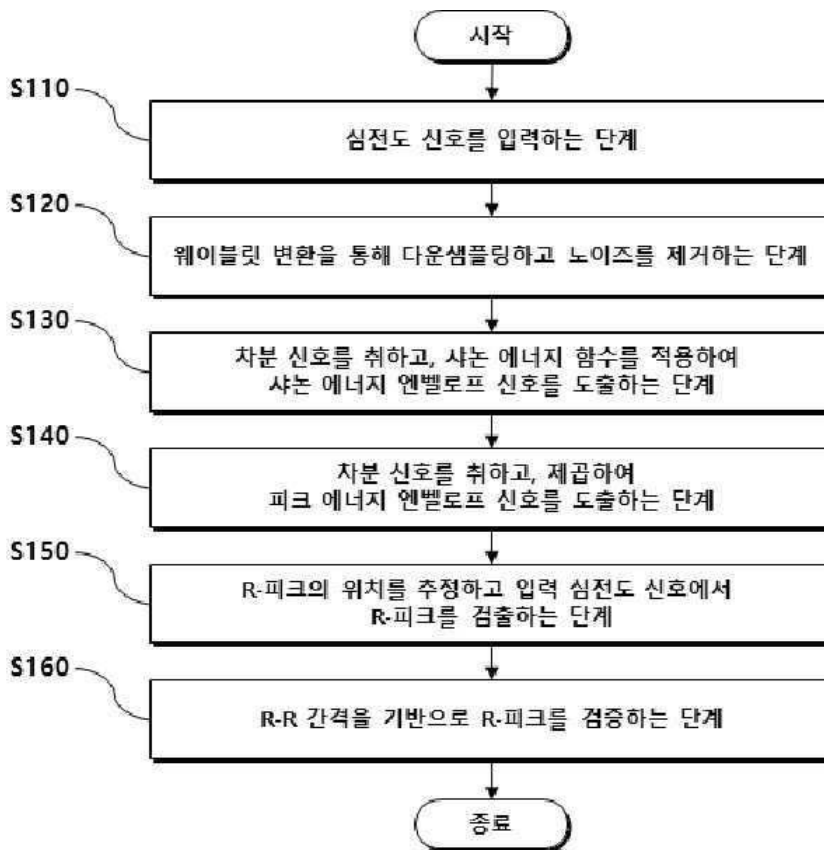 시작
S110
심전도 신호를 입력하는 단계
S120
웨이블릿 변환을 통해 다운샘플링하고 노이즈를 제거하는 단계
S130
차분 신호를 취하고, 샤논 에너지 함수를 적용하여
샤논 에너지 엔벨로프 신호를 도출하는 단계
S140
차분 신호를 취하고, 제곱하여
피크 에너지 엔벨로프 신호를 도출하는 단계
S150
R-피크의 위치를 추정하고 입력 심전도 신호에서
R-피크를 검출하는 단계
S160
R-R 간격을 기반으로 R-피크를 검증하는 단계
종료